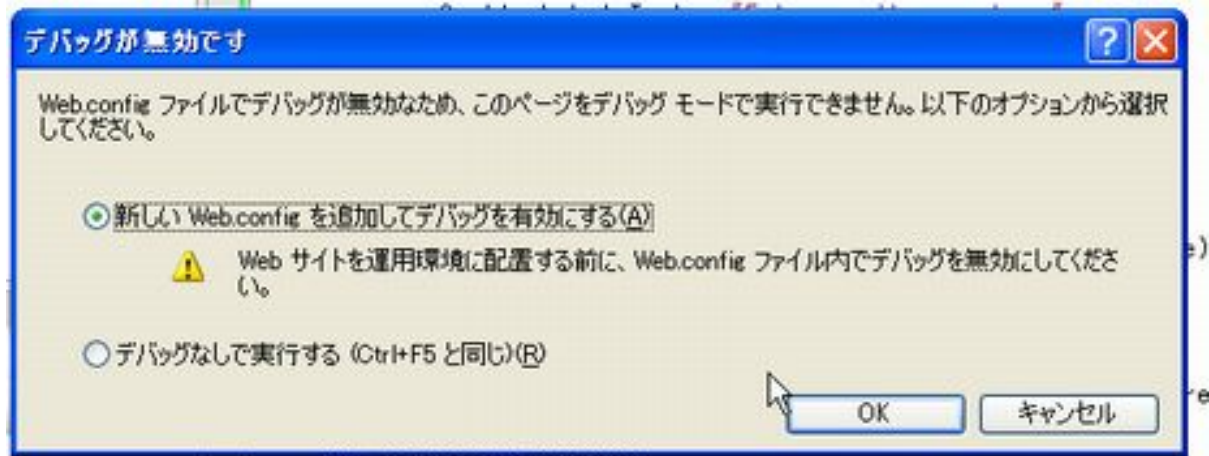 デバッグが無効です
Web.config ファイルでデバッグが無効なため、このページをデバッグ モードで実行できません。以下のオプションから選択
してください。
新しい Web.config を追加してデバッグを有効にする(A)
Web サイトを運用環境に配置する前に、Web.config ファイル内でデバッグを無効にしてくださ
い。
デバッグなしで実行する (Ctrl+F5 と同じ)(R)
OK キャンセル